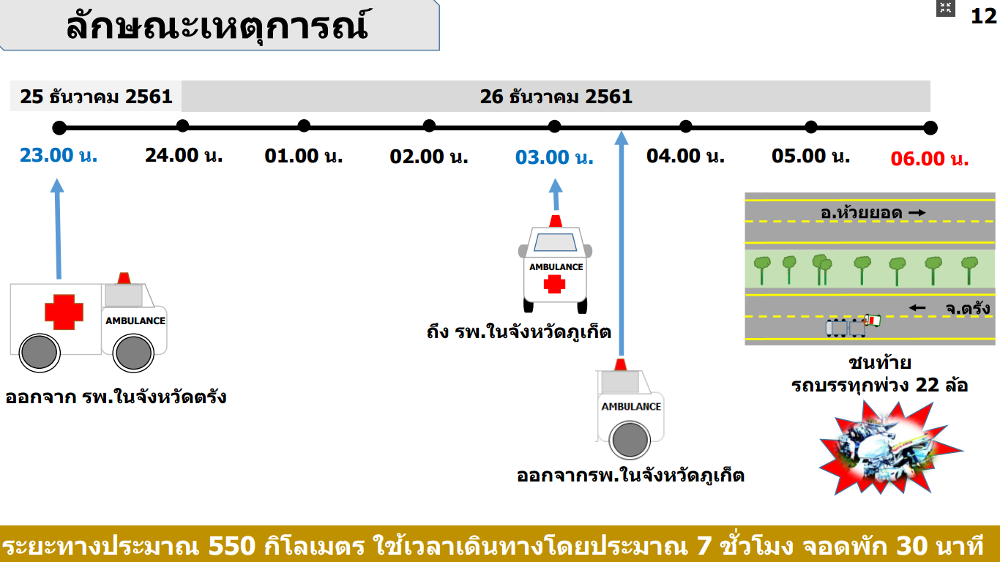 ลักษณะเหตุการณ์
12
25 ธันวาคม 2561
26 ธันวาคม 2561
23.00 น.
24.00 น.
01.00 น.
02.00 น.
03.00 น.
04.00 น.
05.00 น.
06.00 น.
อ.ห้วยยอด →
AMBULANCE
จ.ตรัง
AMBULANCE
ถึง รพ.ในจังหวัดภูเก็ต
ชนท้าย
รถบรรทุกพ่วง 22 ล้อ
ออกจาก รพ.ในจังหวัดตรัง
AMBULANCE
ออกจากรพ.ในจังหวัดภูเก็ต
ระยะทางประมาณ 550 กิโลเมตร ใช้เวลาเดินทางโดยประมาณ 7 ชั่วโมง จอดพัก 30 นาที